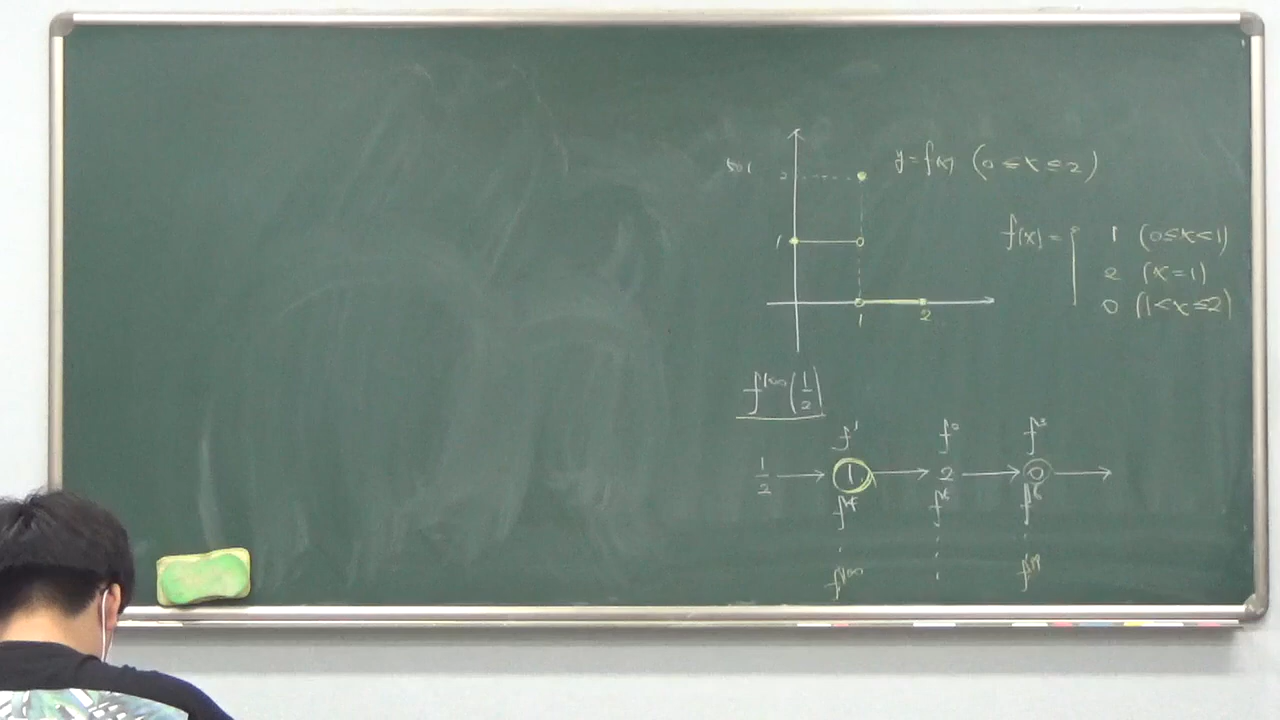 2
y=f(x) (0≤x≤2)
1
f(x)= 1 (0≤x<1)
2 (x=1)
0 (1<x≤2)
1 2
f¹⁰⁰(1/2)
f¹ f² f³
1/2 → 1 → 2 → 0 →
f⁴ f⁵ f⁶
f¹⁰⁰ f⁹⁹